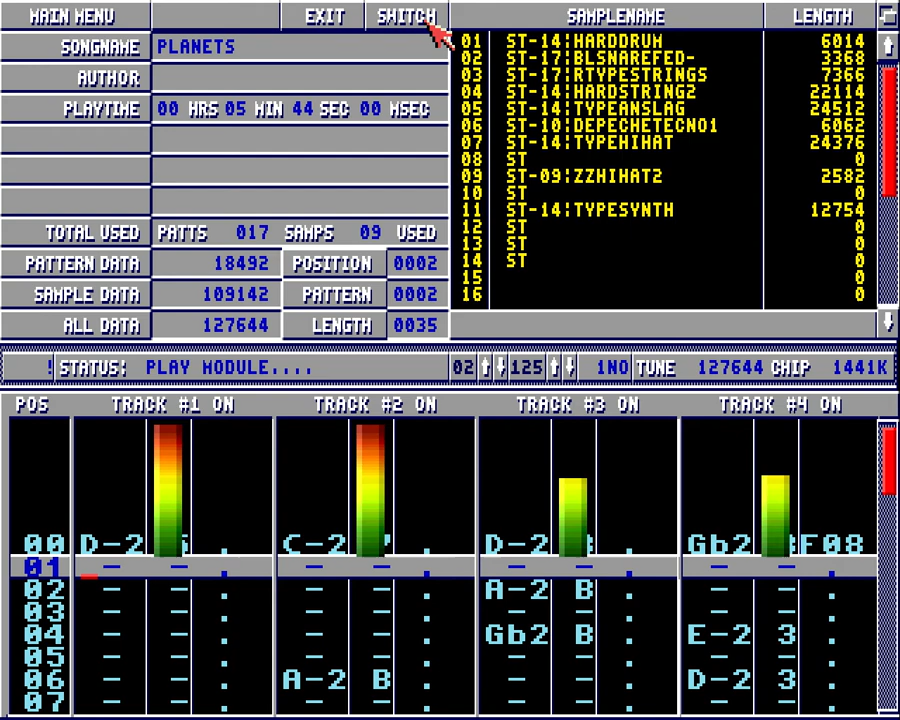 MAIN MENU EXIT SWITCH SAMPLENAME LENGTH
SONGNAME PLANETS
AUTHOR
PLAYTIME 00 HRS 05 MIN 44 SEC 00 MSEC
TOTAL USED PATTS 017 SAMPS 09 USED
PATTERN DATA 18492 POSITION 0002
SAMPLE DATA 109142 PATTERN 0002
ALL DATA 127644 LENGTH 0035
01 ST-14:HARDDRUM 6014
02 ST-17:BLSNAREFED- 3368
03 ST-17:RTYPESTRINGS 7366
04 ST-14:HARDSTRING2 22114
05 ST-14:TYPEANSLAG 24512
06 ST-10:DEPECHETECNO1 6062
07 ST-14:TYPEHIHAT 24376
08 ST 0
09 ST-09:ZZHIHAT2 2582
10 ST 0
11 ST-14:TYPESYNTH 12754
12 ST 0
13 ST 0
14 ST 0
15 0
16 0
! STATUS: PLAY MODULE.... 02 125 1NO TUNE 127644 CHIP 1441K
POS TRACK #1 ON TRACK #2 ON TRACK #3 ON TRACK #4 ON
00 D-2 . C-2 . D-2 . Gb2 F08
01 — — . — — . — — . — — .
02 — — . — — . A-2 B . — — .
03 — — . — — . — — . — — .
04 — — . — — . Gb2 B . E-2 3 .
05 — — . — — . — — . — — .
06 — — . A-2 B . — — . D-2 3 .
07 — — . — — . — — . — — .